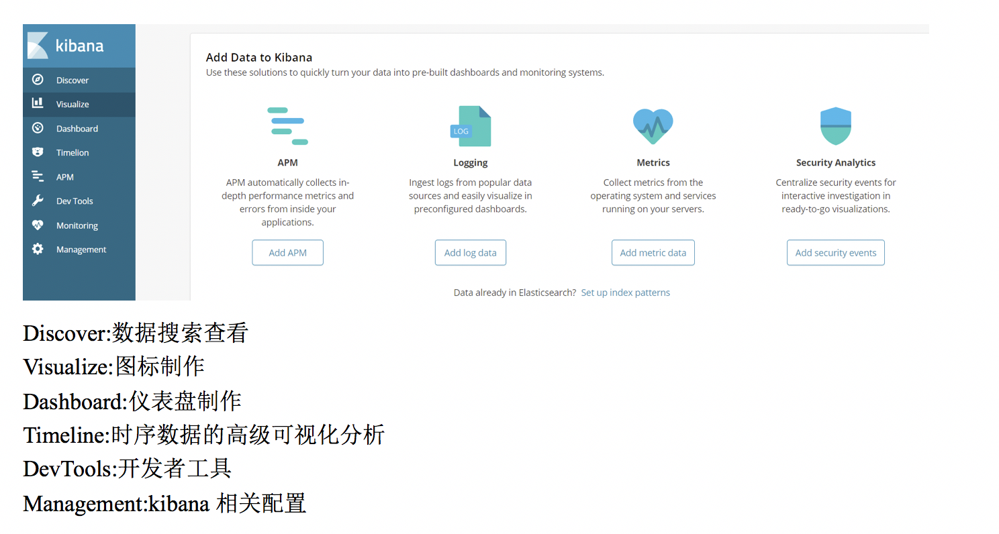 kibana
Discover
Visualize
Dashboard
Timelion
APM
Dev Tools
Monitoring
Management
Add Data to Kibana
Use these solutions to quickly turn your data into pre-built dashboards and monitoring systems.
APM
APM automatically collects in-
depth performance metrics and
errors from inside your
applications.
Add APM
LOG
Logging
Ingest logs from popular data
sources and easily visualize in
preconfigured dashboards.
Add log data
Metrics
Collect metrics from the
operating system and services
running on your servers.
Add metric data
Security Analytics
Centralize security events for
interactive investigation in
ready-to-go visualizations.
Add security events
Data already in Elasticsearch? Set up index patterns
Discover:数据搜索查看
Visualize:图标制作
Dashboard:仪表盘制作
Timeline:时序数据的高级可视化分析
DevTools:开发者工具
Management:kibana 相关配置